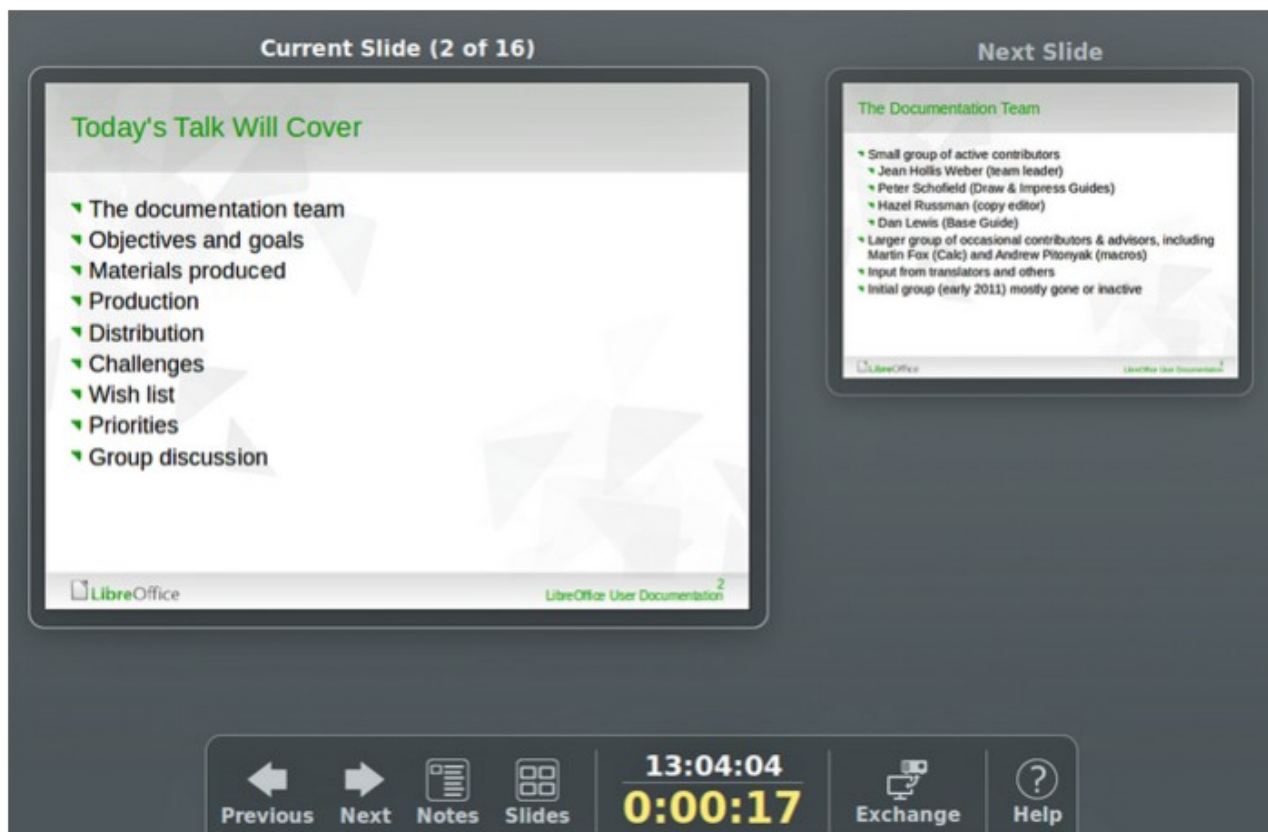 Current Slide (2 of 16)
Today's Talk Will Cover
The documentation team
Objectives and goals
Materials produced
Production
Distribution
Challenges
Wish list
Priorities
Group discussion
LibreOffice
2
LibreOffice User Documentation
Next Slide
The Documentation Team
Small group of active contributors
Jean Hollis Weber (team leader)
Peter Schofield (Draw & Impress Guides)
Hazel Russman (copy editor)
Dan Lewis (Base Guide)
Larger group of occasional contributors & advisors, including
Martin Fox (Calc) and Andrew Pitonyak (macros)
Input from translators and others
Initial group (early 2011) mostly gone or inactive
LibreOffice
LibreOffice User Documentation
Previous
Next
Notes
Slides
13:04:04
0:00:17
Exchange
?
Help